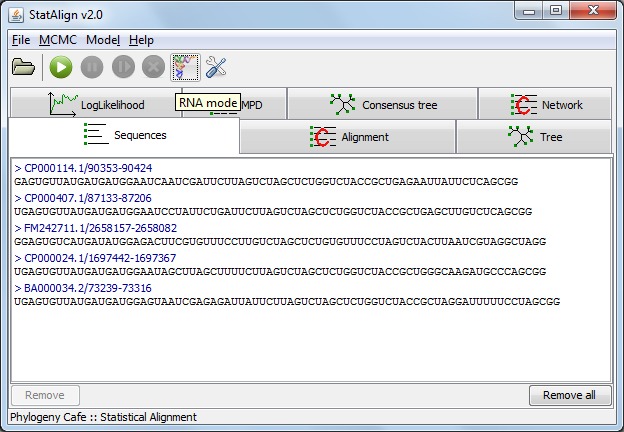 StatAlign v2.0
File MCMC Model Help
LogLikelihood MPD Consensus tree Network
RNA mode
Sequences Alignment Tree
> CP000114.1/90353-90424
GAGUGUUAUGAUGAUGGAAUCAAUCGAUUCUUAGUCUAGCUCUGGUCUACCGCUGAGAAUUAUUCUCAGCGG
> CP000407.1/87133-87206
UGAGUGUUAUGAUGAUGGAAUCCUAUUCUGAUUCUUAGUCUAGCUCUGGUCUACCGCUGAGCUUGUCUCAGCGG
> FM242711.1/2658157-2658082
GGUGUCAUGAUAUGGAGACUUCGUGUUUCCUUGUCUAGCUCUGUGUUUCCUAGUCUACUUAAUCGUAGGCUAGG
> CP000024.1/1697442-1697367
UGAGUGUUAUGAUGAUGGAAUAGCUUAGCUUUUCUUAGUCUAGCUCUGGUCUACCGCUGGGCAAGAUGCCCAGCGG
> BA000034.2/73239-73316
UGAGUGUUAUGAUGAUGGAGUAAUCGAGAGAUUAUUCUUAGUCUAGCUCUGGUCUACCGCUAGGAUUUUUCCUAGCGG
Remove Remove all
Phylogeny Cafe :: Statistical Alignment